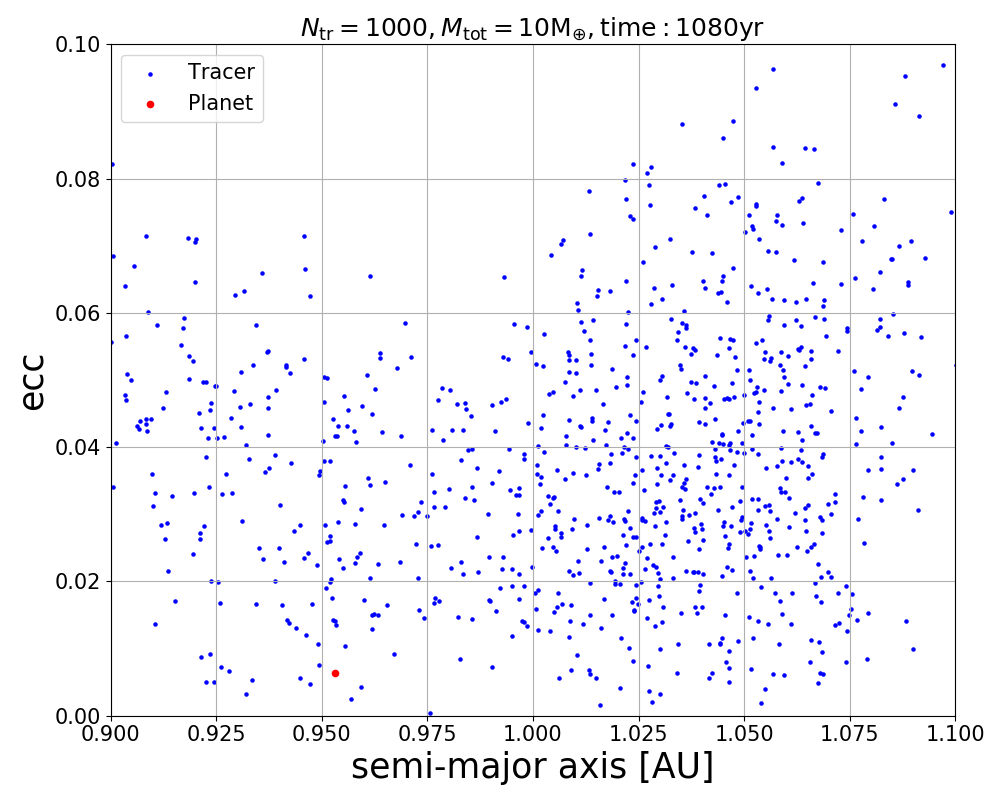 N_tr = 1000, M_tot = 10M_⊕, time : 1080yr
Tracer
Planet
ecc
0.10
0.08
0.06
0.04
0.02
0.00
0.900 0.925 0.950 0.975 1.000 1.025 1.050 1.075 1.100
semi-major axis [AU]